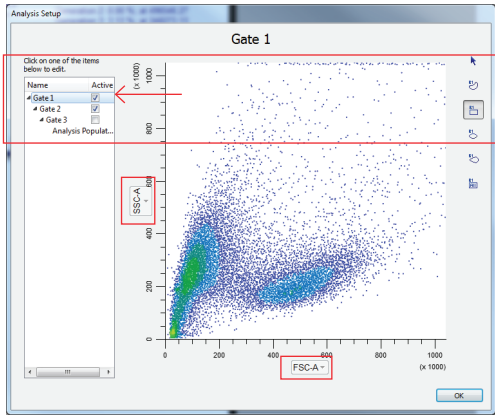 Analysis Setup
Gate 1
Click on one of the items
below to edit.
Name Active
Gate 1
Gate 2
Gate 3
Analysis Populat...
(x 1000)
1000
800
600
400
200
0
SSC-A
0 200 400 600 800 1000
(x 1000)
FSC-A
OK